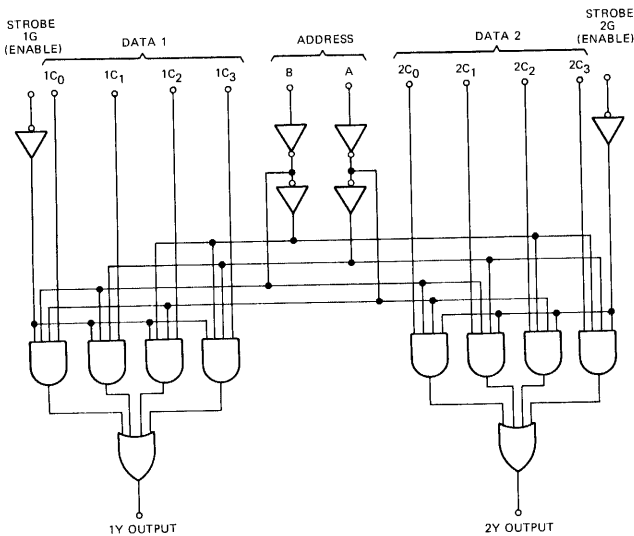 STROBE
1G
(ENABLE)
DATA 1
ADDRESS
DATA 2
STROBE
2G
(ENABLE)
1C0
1C1
1C2
1C3
B
A
2C0
2C1
2C2
2C3
1Y OUTPUT
2Y OUTPUT